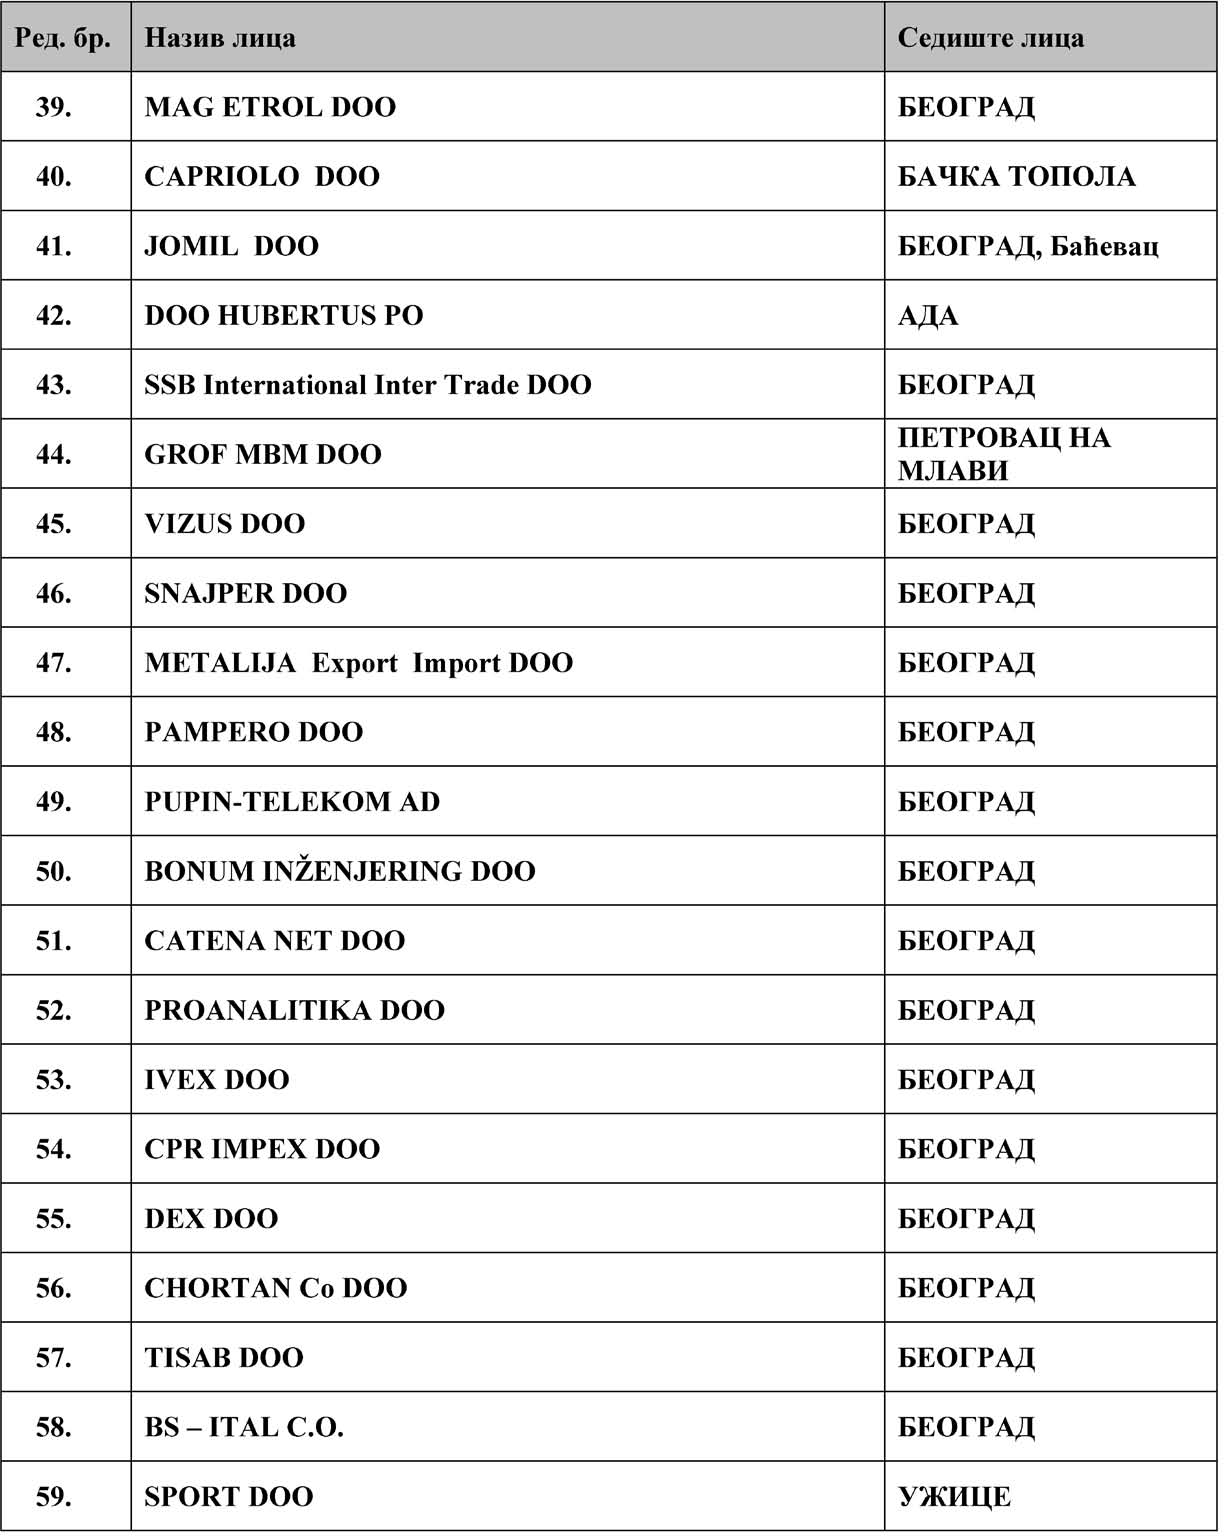 Ред. бр. Назив лица Седиште лица
39. MAG ETROL DOO БЕОГРАД
40. CAPRIOLO  DOO БАЧКА ТОПОЛА
41. JOMIL  DOO БЕОГРАД, Баћевац
42. DOO HUBERTUS PO АДА
43. SSB International Inter Trade DOO БЕОГРАД
44. GROF MBM DOO ПЕТРОВАЦ НА
МЛАВИ
45. VIZUS DOO БЕОГРАД
46. SNAJPER DOO БЕОГРАД
47. METALIJA  Export  Import DOO БЕОГРАД
48. PAMPERO DOO БЕОГРАД
49. PUPIN-TELEKOM AD БЕОГРАД
50. BONUM INŽENJERING DOO БЕОГРАД
51. CATENA NET DOO БЕОГРАД
52. PROANALITIKA DOO БЕОГРАД
53. IVEX DOO БЕОГРАД
54. CPR IMPEX DOO БЕОГРАД
55. DEX DOO БЕОГРАД
56. CHORTAN Co DOO БЕОГРАД
57. TISAB DOO БЕОГРАД
58. BS – ITAL C.O. БЕОГРАД
59. SPORT DOO УЖИЦЕ